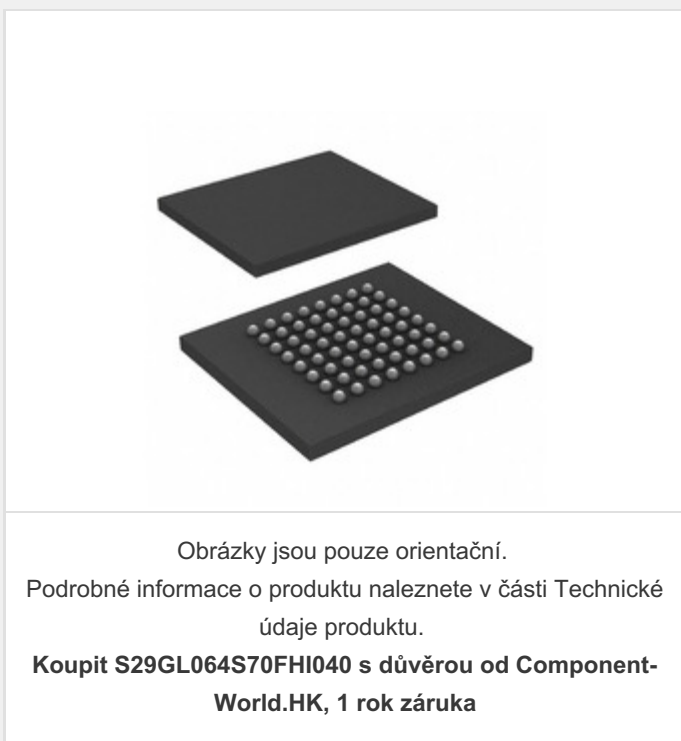 Obrázky jsou pouze orientační.
Podrobné informace o produktu naleznete v části Technické
údaje produktu.
Koupit S29GL064S70FHI040 s důvěrou od Component-
World.HK, 1 rok záruka